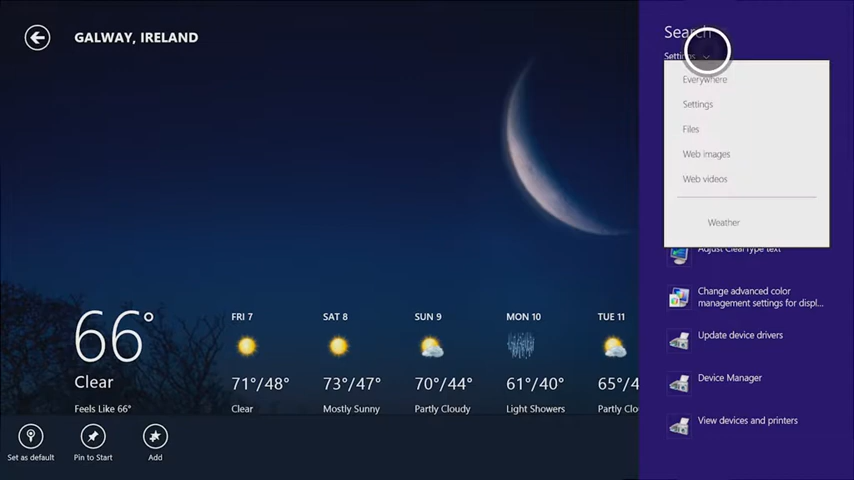 GALWAY, IRELAND
66°
Clear
Feels Like 66°
FRI 7
71°/48°
Clear
SAT 8
73°/47°
Mostly Sunny
SUN 9
70°/44°
Partly Cloudy
MON 10
61°/40°
Light Showers
TUE 11
65°/4
Partly Clou
Set as default
Pin to Start
Add
Search
Settings
Everywhere
Settings
Files
Web images
Web videos
Weather
Adjust ClearType text
Change advanced color
management settings for displ...
Update device drivers
Device Manager
View devices and printers